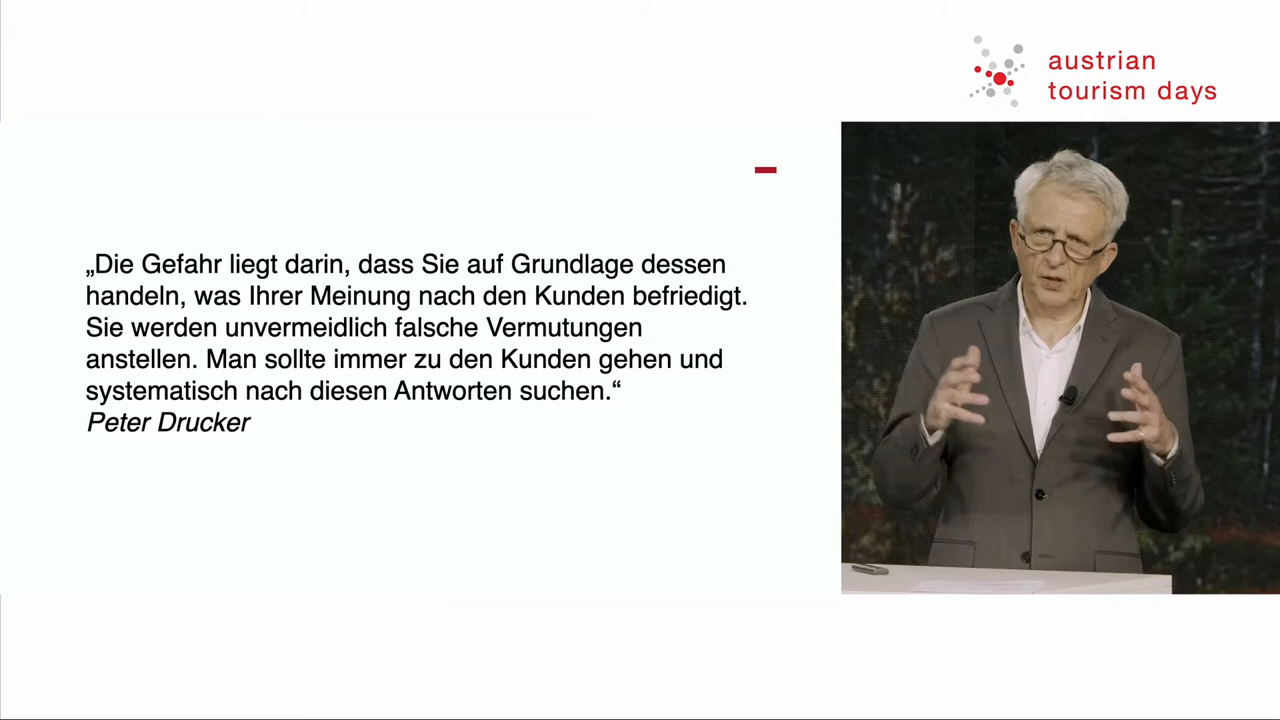 austrian
tourism days
„Die Gefahr liegt darin, dass Sie auf Grundlage dessen
handeln, was Ihrer Meinung nach den Kunden befriedigt.
Sie werden unvermeidlich falsche Vermutungen
anstellen. Man sollte immer zu den Kunden gehen und
systematisch nach diesen Antworten suchen.“
Peter Drucker